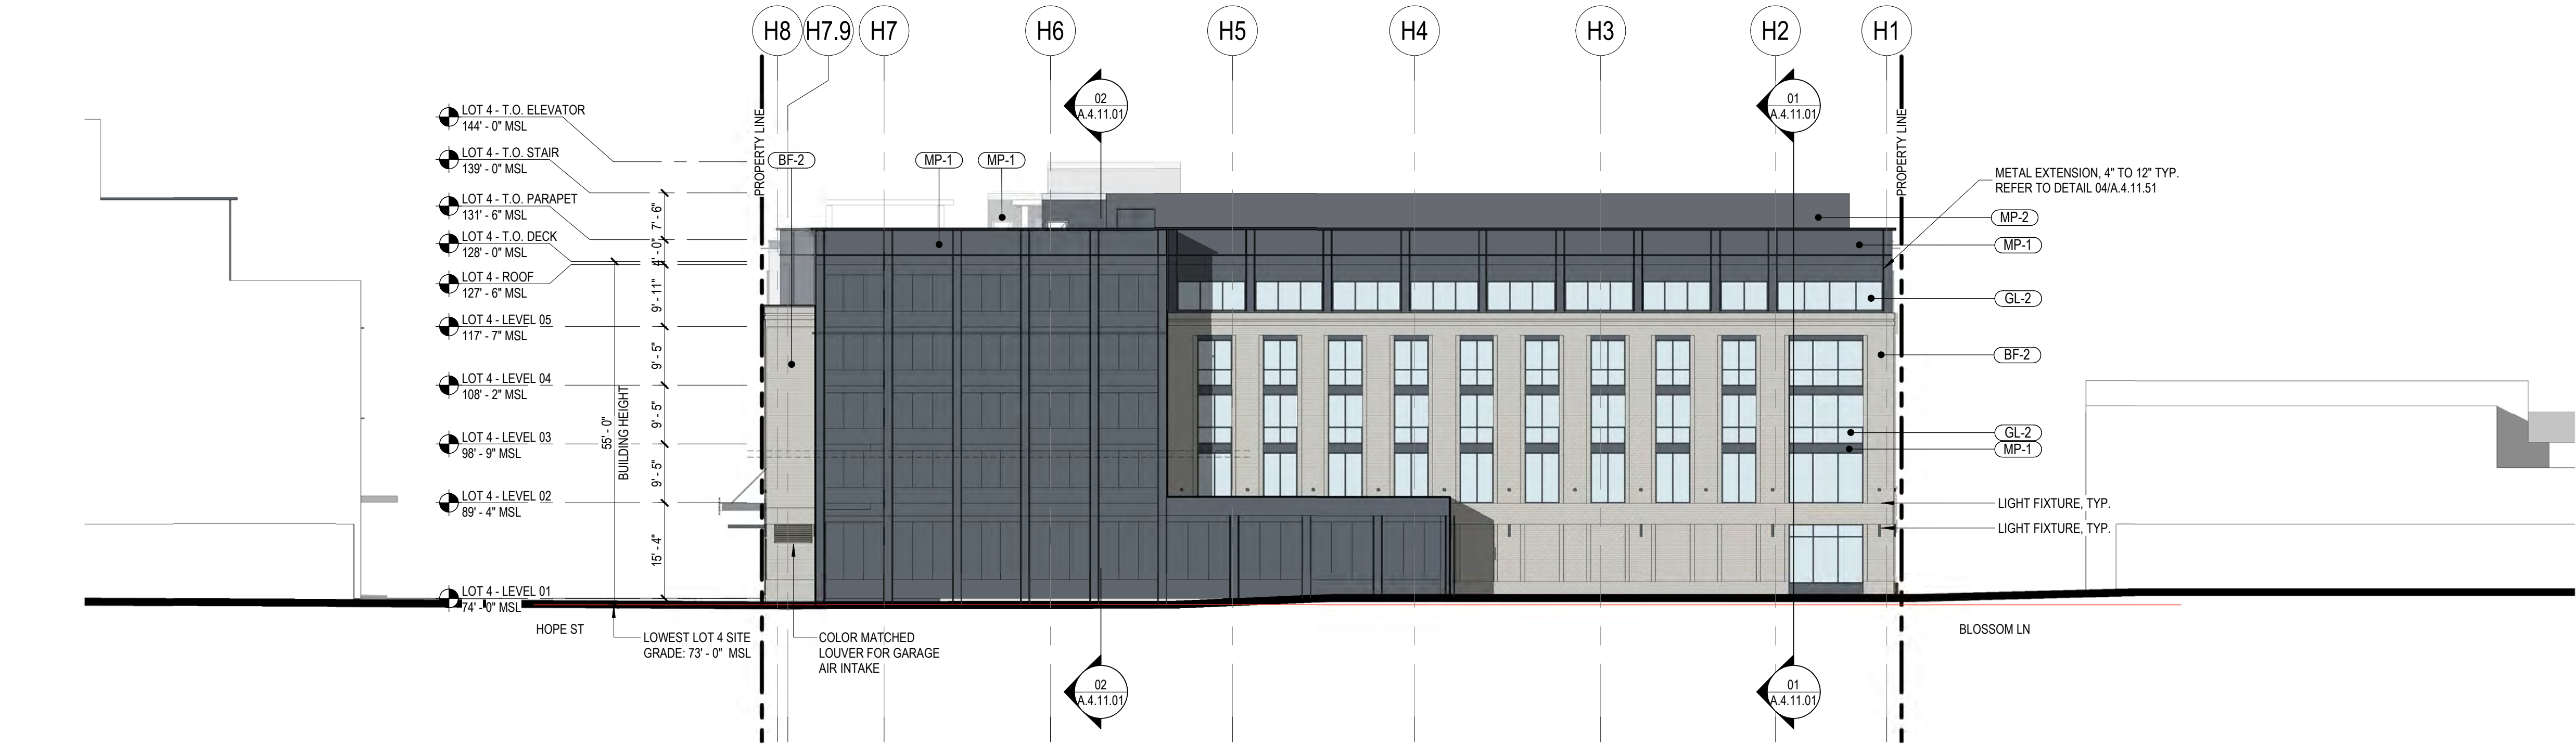 H8
H7.9
H7
H6
H5
H4
H3
H2
H1
02
A.4.11.01
01
A.4.11.01
PROPERTY LINE
PROPERTY LINE
LOT 4 - T.O. ELEVATOR
144' - 0" MSL
LOT 4 - T.O. STAIR
139' - 0" MSL
LOT 4 - T.O. PARAPET
131' - 6" MSL
LOT 4 - T.O. DECK
128' - 0" MSL
LOT 4 - ROOF
127' - 6" MSL
LOT 4 - LEVEL 05
117' - 7" MSL
LOT 4 - LEVEL 04
108' - 2" MSL
LOT 4 - LEVEL 03
98' - 9" MSL
LOT 4 - LEVEL 02
89' - 4" MSL
LOT 4 - LEVEL 01
74' - 0" MSL
7' - 6"
4' - 0"
9' - 11"
9' - 5"
9' - 5"
9' - 5"
15' - 4"
55' - 0"
BUILDING HEIGHT
BF-2
MP-1
MP-1
METAL EXTENSION, 4" TO 12" TYP.
REFER TO DETAIL 04/A.4.11.51
MP-2
MP-1
GL-2
BF-2
GL-2
MP-1
LIGHT FIXTURE, TYP.
LIGHT FIXTURE, TYP.
HOPE ST
LOWEST LOT 4 SITE
GRADE: 73' - 0" MSL
COLOR MATCHED
LOUVER FOR GARAGE
AIR INTAKE
BLOSSOM LN
02
A.4.11.01
01
A.4.11.01